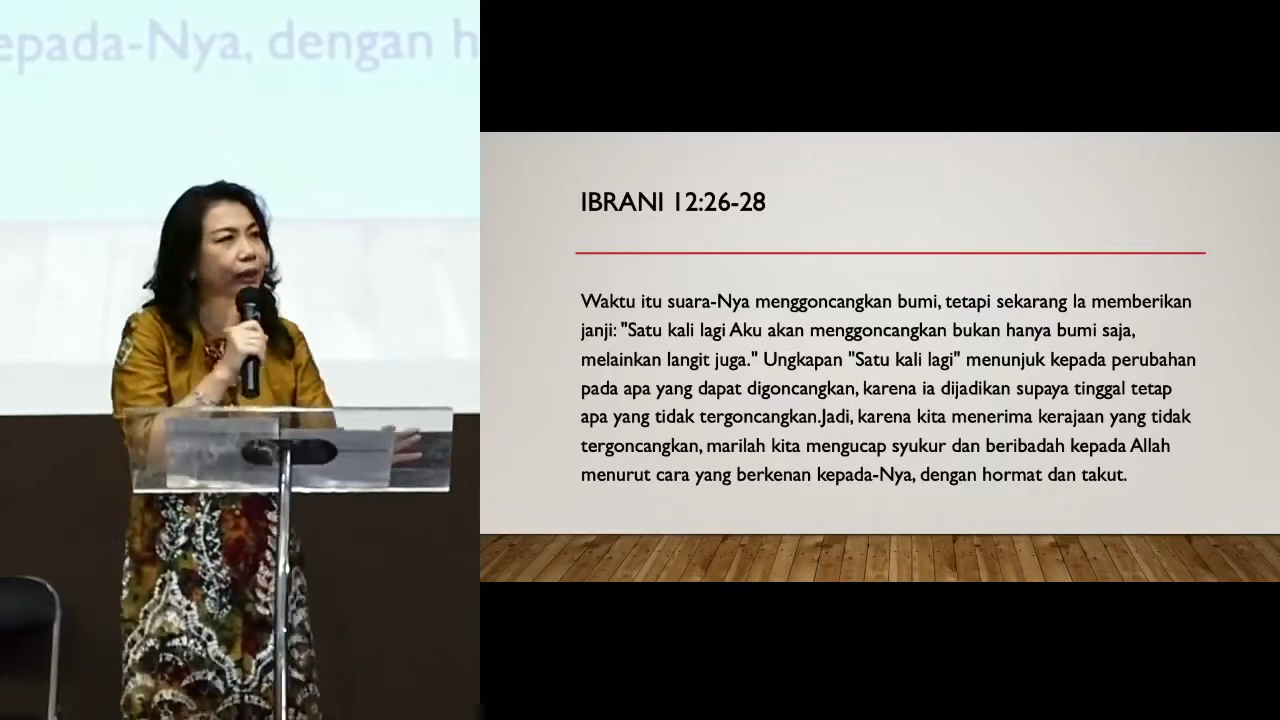 epada-Nya, dengan h
IBRANI 12:26-28
Waktu itu suara-Nya menggoncangkan bumi, tetapi sekarang Ia memberikan
janji: "Satu kali lagi Aku akan menggoncangkan bukan hanya bumi saja,
melainkan langit juga." Ungkapan "Satu kali lagi" menunjuk kepada perubahan
pada apa yang dapat digoncangkan, karena ia dijadikan supaya tinggal tetap
apa yang tidak tergoncangkan.Jadi, karena kita menerima kerajaan yang tidak
tergoncangkan, marilah kita mengucap syukur dan beribadah kepada Allah
menurut cara yang berkenan kepada-Nya, dengan hormat dan takut.